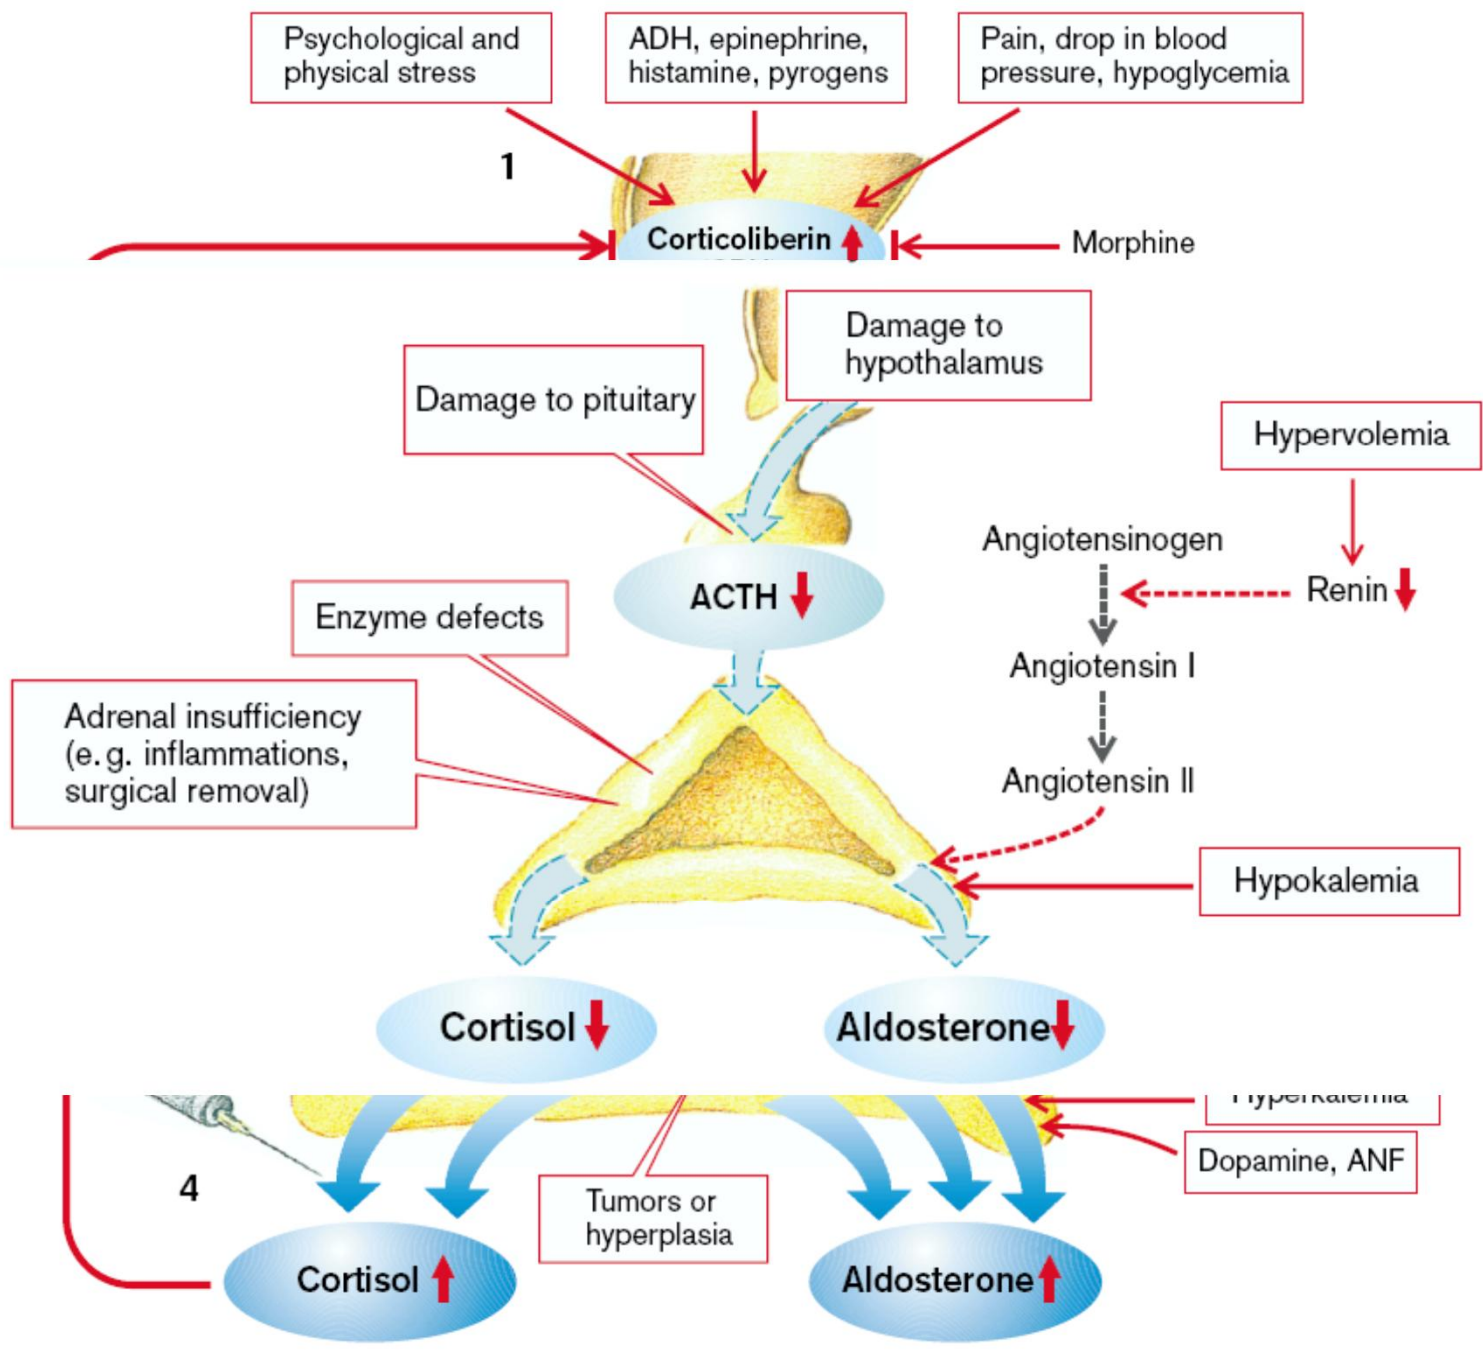 Psychological and
physical stress
ADH, epinephrine,
histamine, pyrogens
Pain, drop in blood
pressure, hypoglycemia
1
Corticoliberin
Morphine
Damage to
hypothalamus
Damage to pituitary
Hypervolemia
Angiotensinogen
ACTH
Renin
Enzyme defects
Angiotensin I
Adrenal insufficiency
(e. g. inflammations,
surgical removal)
Angiotensin II
Hypokalemia
Cortisol
Aldosterone
Hyperkalemia
Dopamine, ANF
4
Tumors or
hyperplasia
Cortisol
Aldosterone